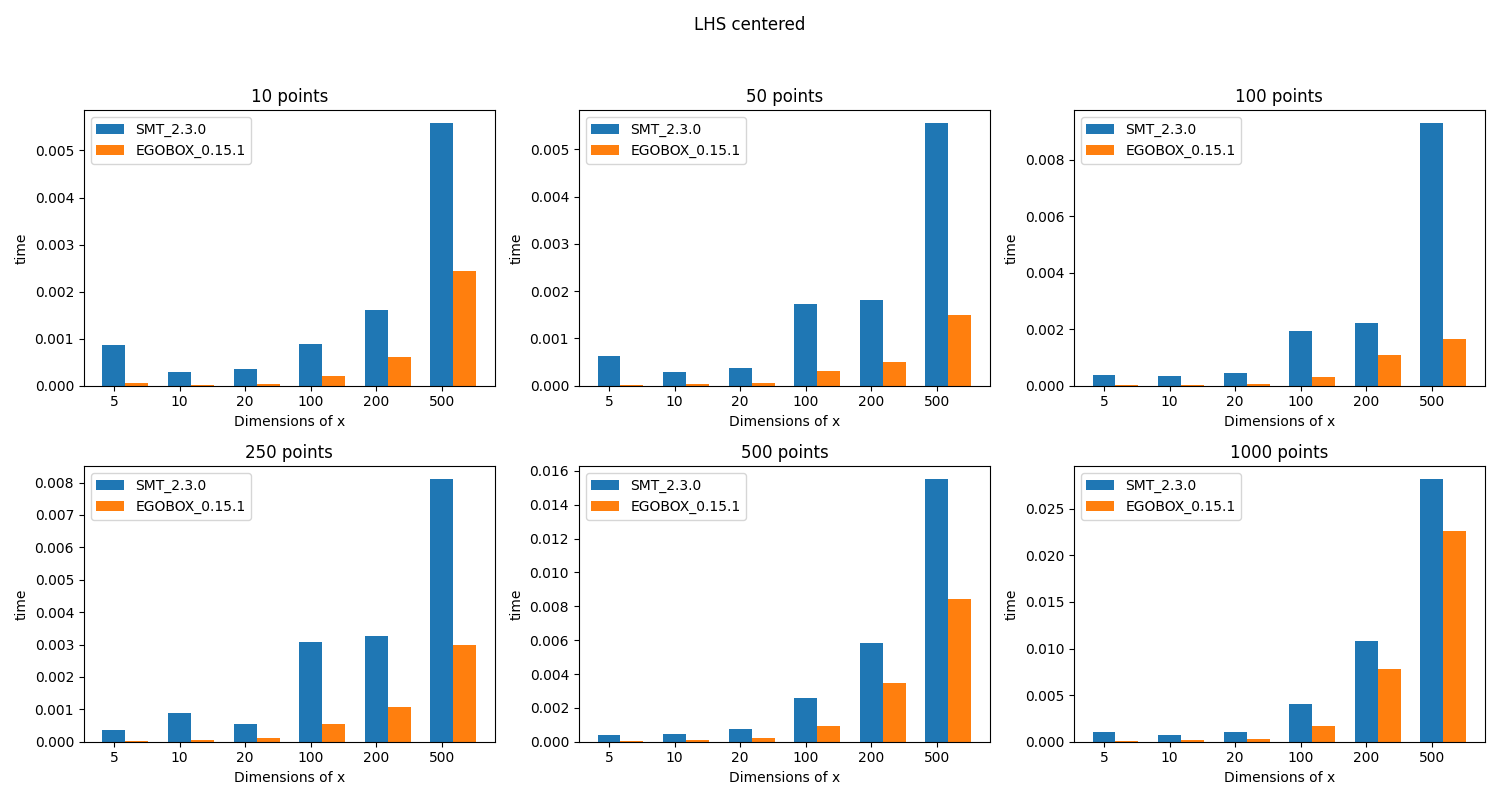 LHS centered
10 points
SMT_2.3.0
EGOBOX_0.15.1
time
0.005
0.004
0.003
0.002
0.001
0.000
5 10 20 100 200 500
Dimensions of x
50 points
SMT_2.3.0
EGOBOX_0.15.1
time
0.005
0.004
0.003
0.002
0.001
0.000
5 10 20 100 200 500
Dimensions of x
100 points
SMT_2.3.0
EGOBOX_0.15.1
time
0.008
0.006
0.004
0.002
0.000
5 10 20 100 200 500
Dimensions of x
250 points
SMT_2.3.0
EGOBOX_0.15.1
time
0.008
0.007
0.006
0.005
0.004
0.003
0.002
0.001
0.000
5 10 20 100 200 500
Dimensions of x
500 points
SMT_2.3.0
EGOBOX_0.15.1
time
0.016
0.014
0.012
0.010
0.008
0.006
0.004
0.002
0.000
5 10 20 100 200 500
Dimensions of x
1000 points
SMT_2.3.0
EGOBOX_0.15.1
time
0.025
0.020
0.015
0.010
0.005
0.000
5 10 20 100 200 500
Dimensions of x